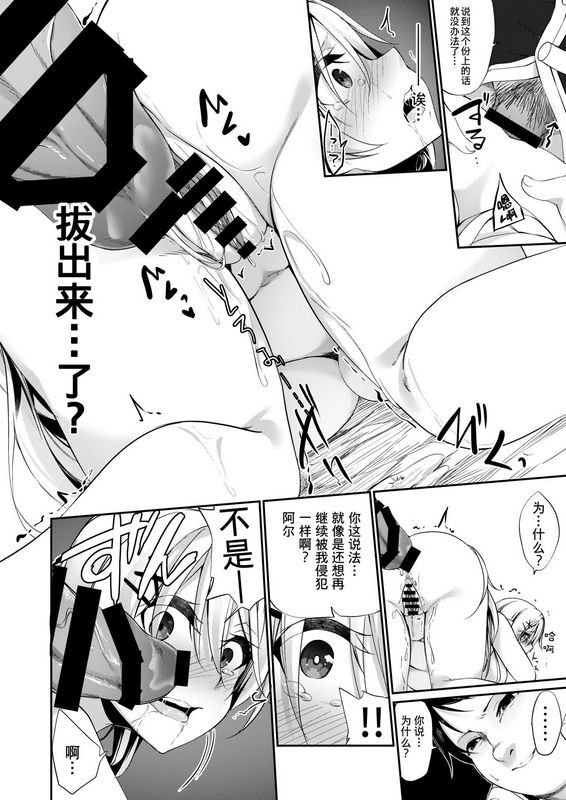 说到这个份上的话
就没办法了…
ずる
嗯
啊
诶…
!?
拔出来…了?
为…什么?
哈
啊
……
你说
为什么?
你这说法…
就像是还想再
继续被我侵犯
一样啊?
阿尔
!!
不是—
啊…